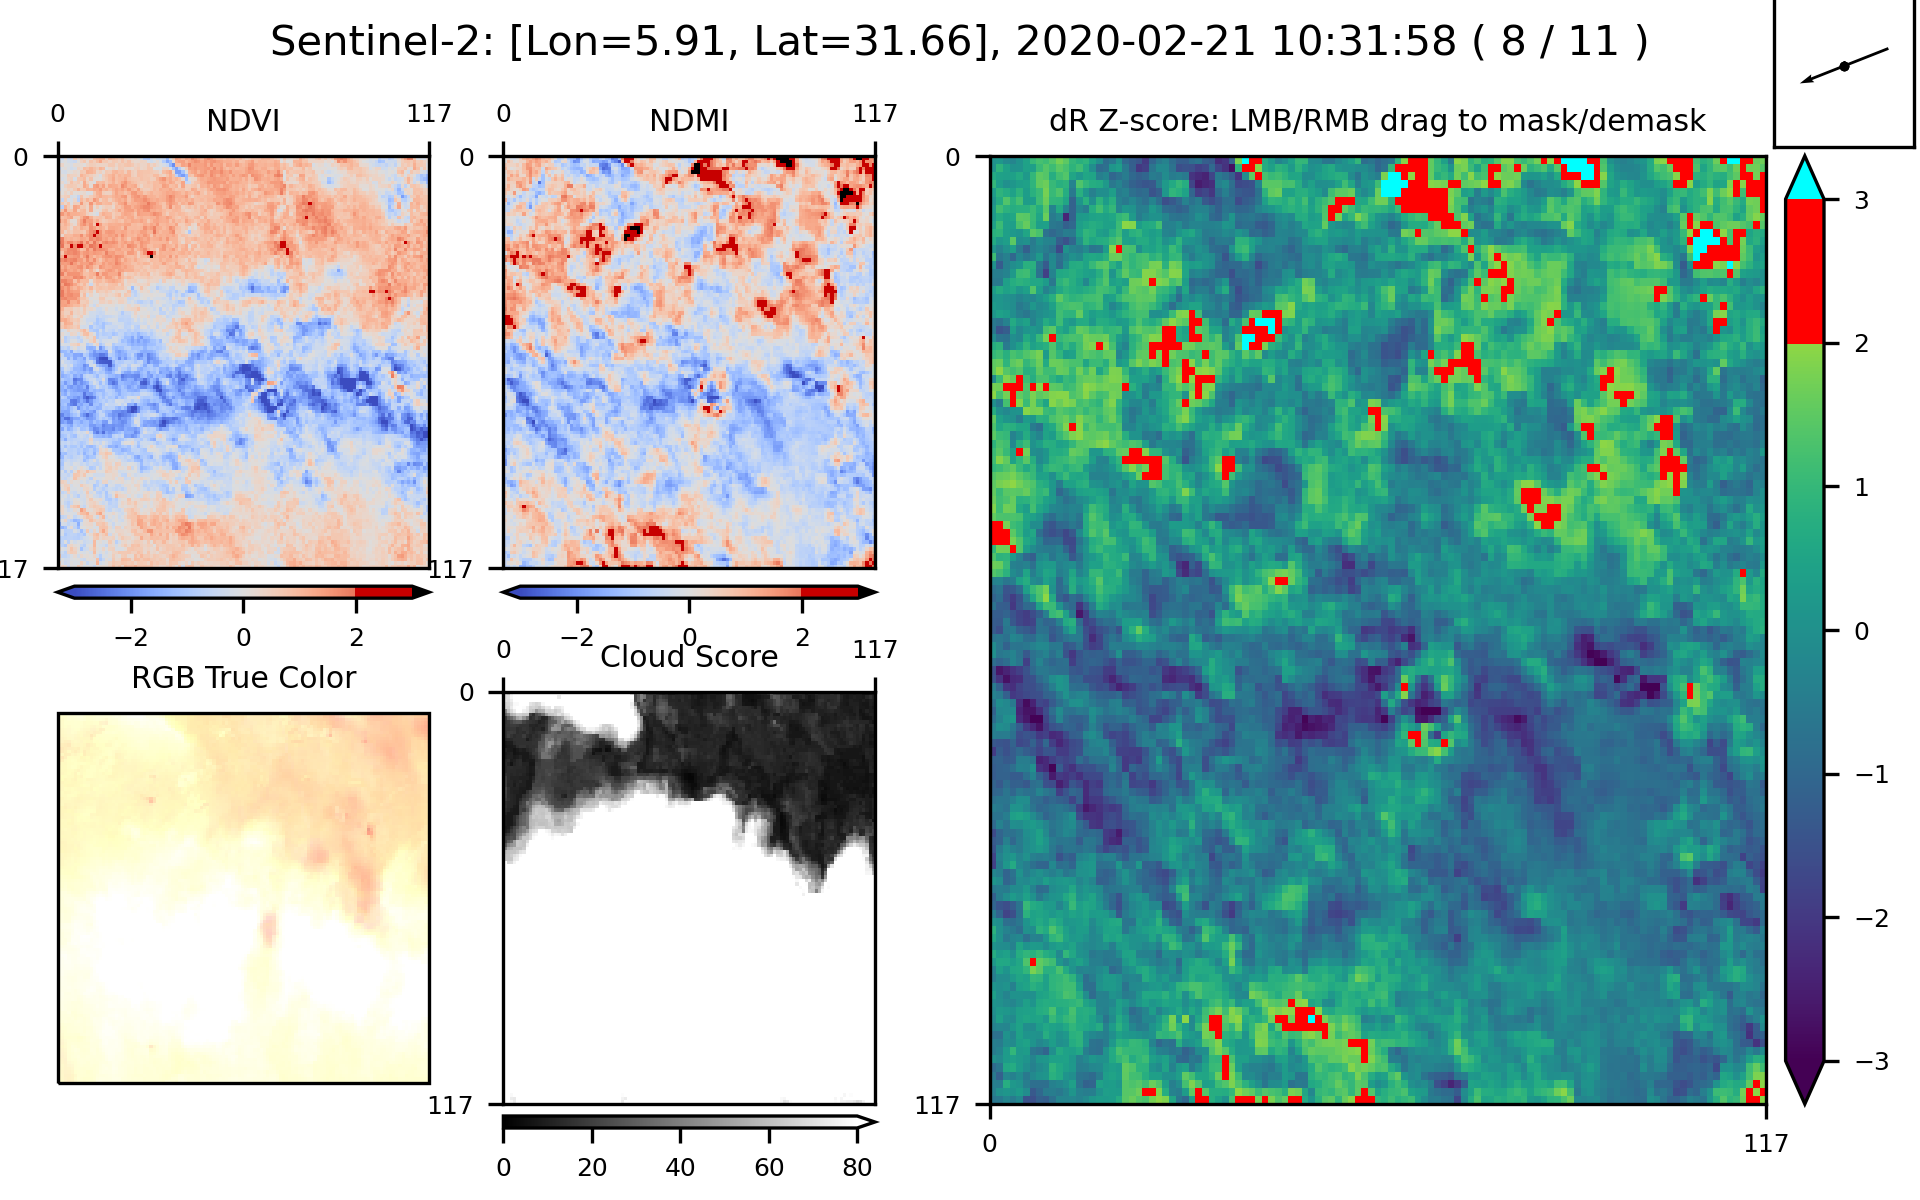 Sentinel-2: [Lon=5.91, Lat=31.66], 2020-02-21 10:31:58 ( 8 / 11 )
NDVI
0 117
0
17
−2 0 2
NDMI
0 117
0
117
−2 0 2
dR Z-score: LMB/RMB drag to mask/demask
0
117
0 117
3
2
1
0
−1
−2
−3
RGB True Color
Cloud Score
0 117
0
117
0 20 40 60 80